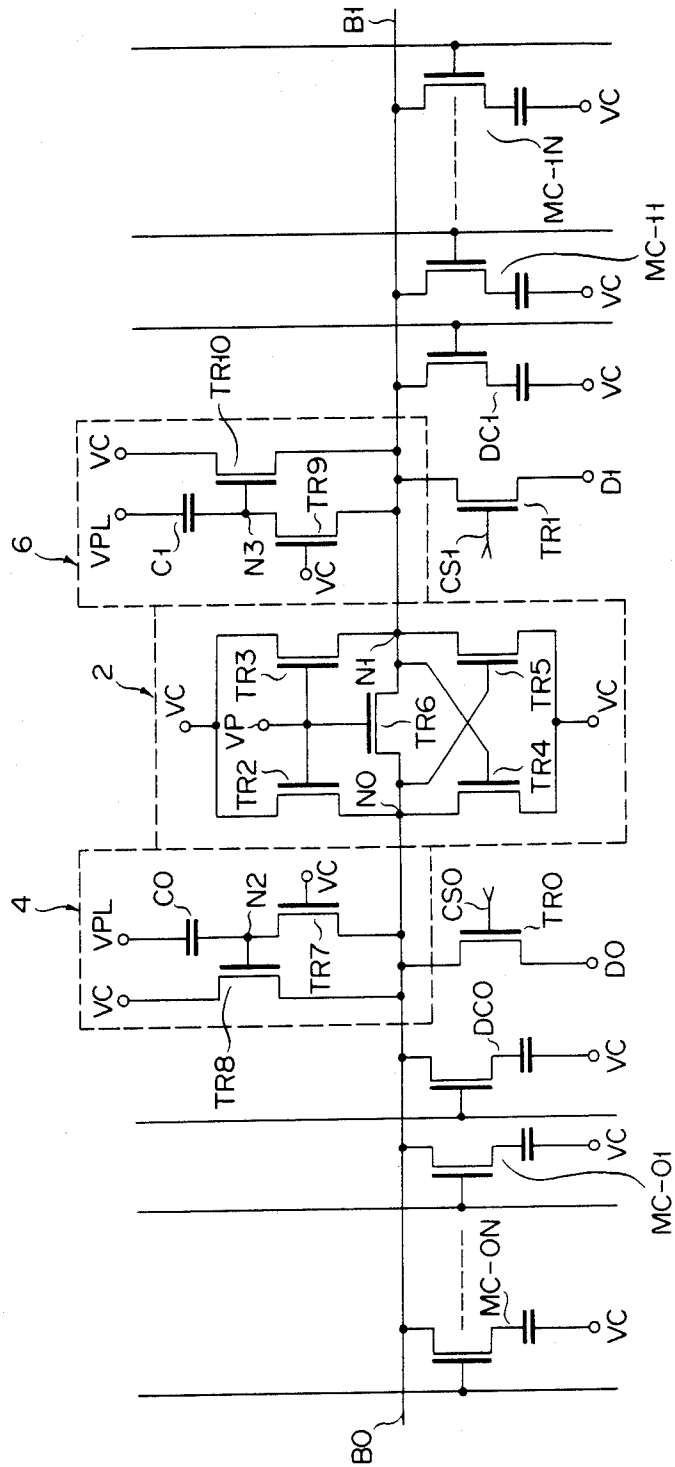 B0
MC-0N
VC
MC-01
VC
DC0
VC
4
VC
VPL
C0
N2
TR8
TR7
VC
CS0
TR0
D0
2
VC
VP
TR2
TR3
N0
N1
TR6
TR4
TR5
VC
6
VPL
VC
C1
N3
TR10
TR9
VC
CS1
TR1
D1
DC1
VC
MC-11
VC
MC-1N
VC
B1